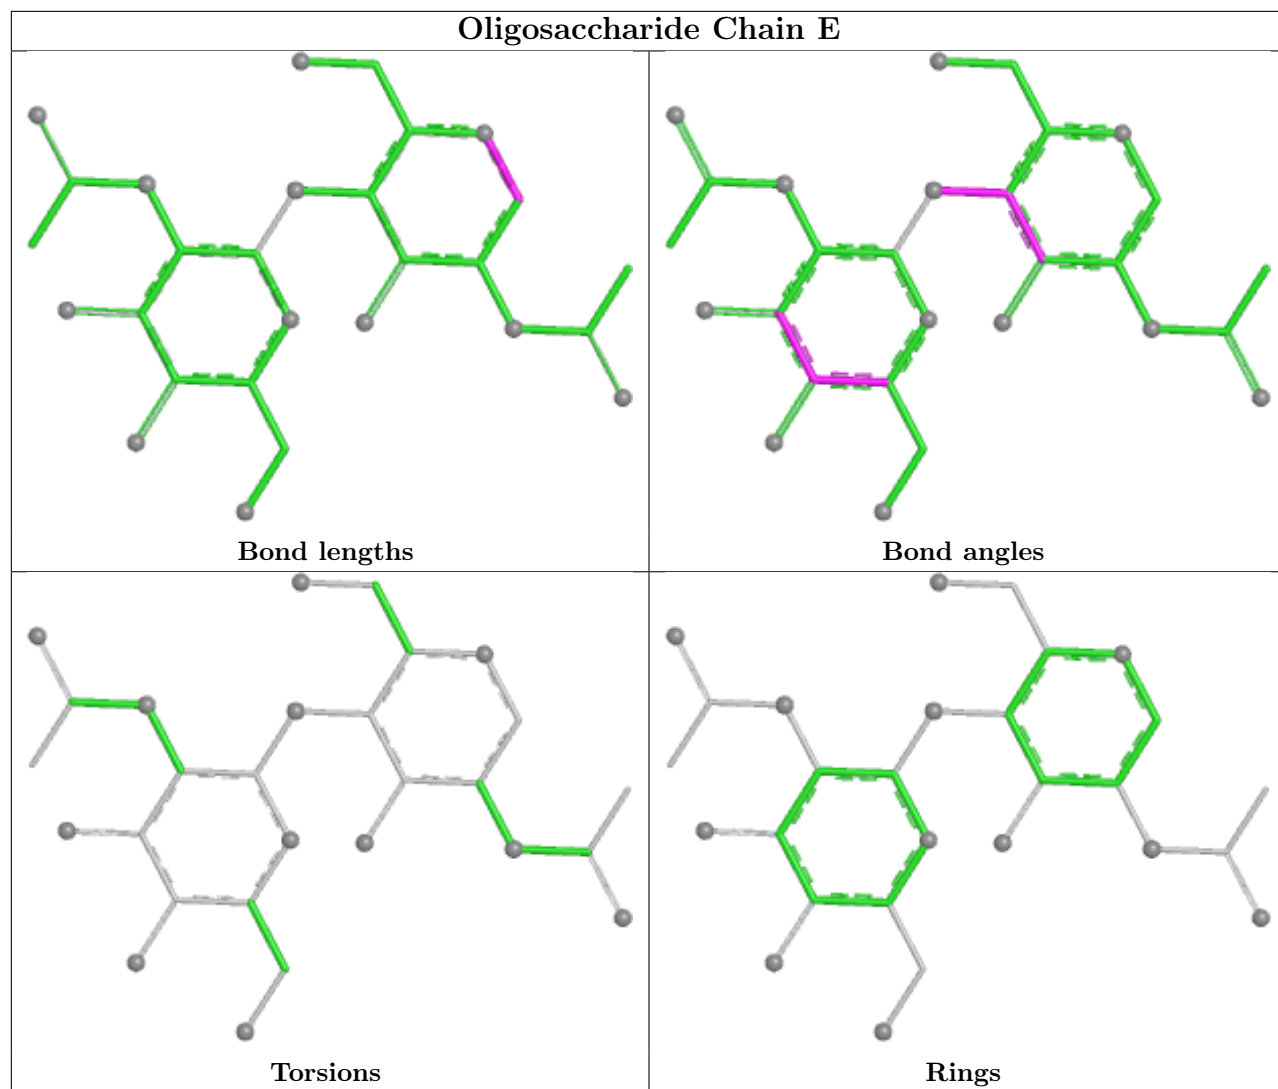 Oligosaccharide Chain E
Bond lengths
Bond angles
Torsions
Rings